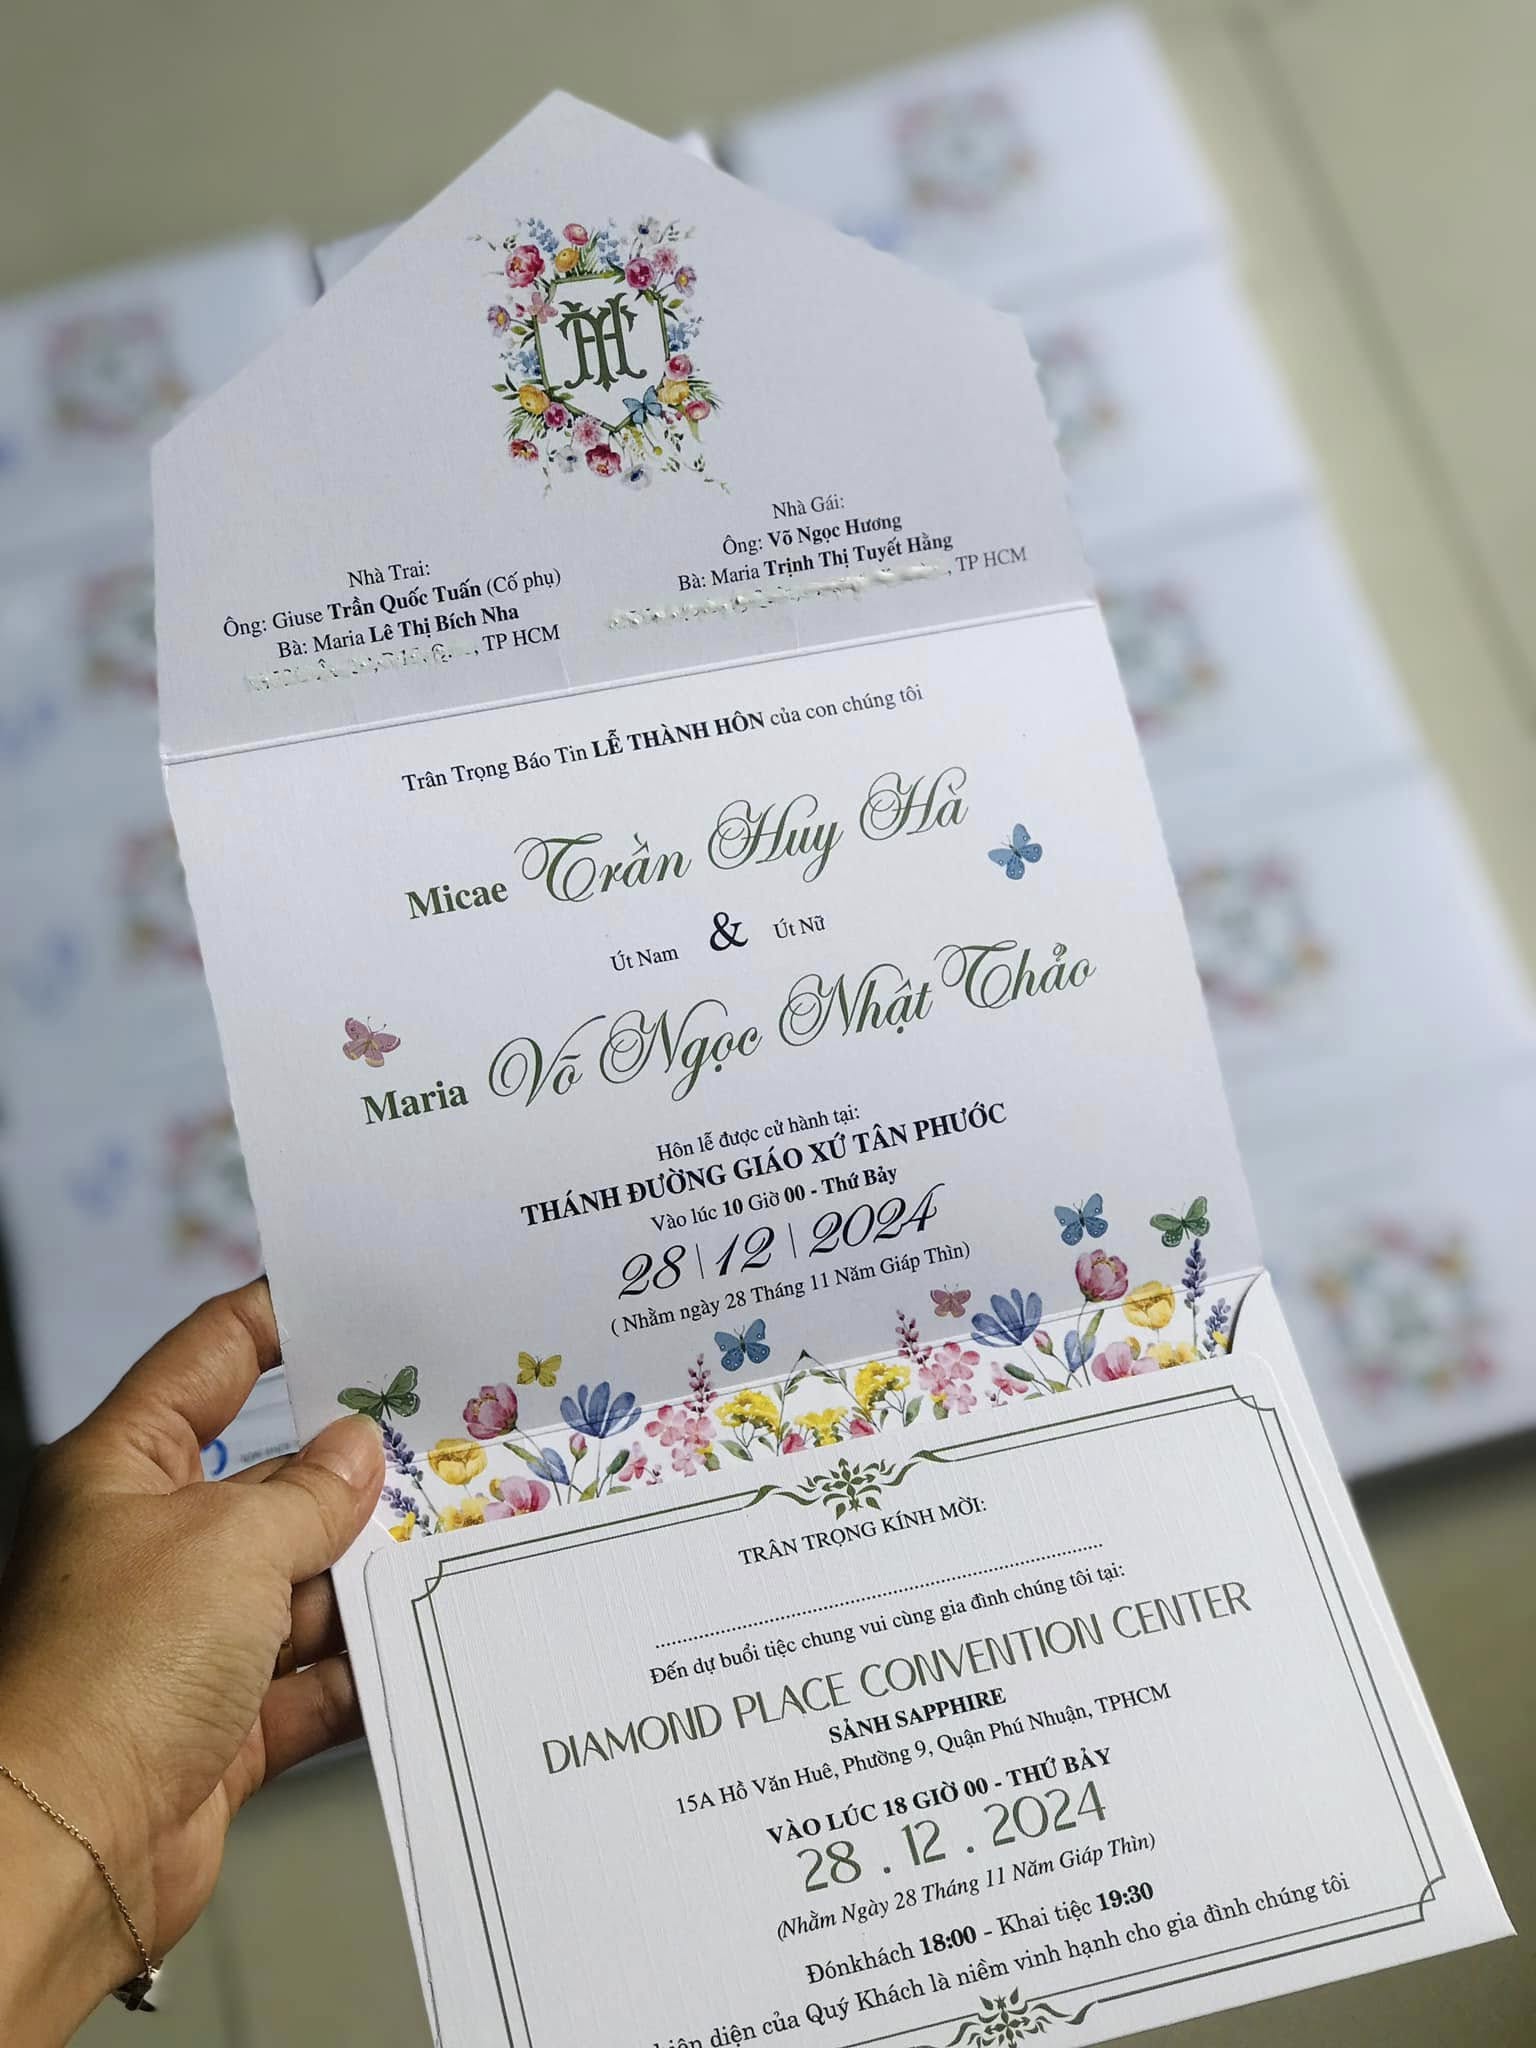 TH
Nhà Trai:
Ông: Giuse Trần Quốc Tuấn (Cố phụ)
Bà: Maria Lê Thị Bích Nha
, TP HCM
Nhà Gái:
Ông: Võ Ngọc Hương
Bà: Maria Trịnh Thị Tuyết Hằng
, TP HCM
Trân Trọng Báo Tin LỄ THÀNH HÔN của con chúng tôi
Micae Trần Huy Hà
Út Nam & Út Nữ
Maria Võ Ngọc Nhật Thảo
Hôn lễ được cử hành tại:
THÁNH ĐƯỜNG GIÁO XỨ TÂN PHƯỚC
Vào lúc 10 Giờ 00 - Thứ Bảy
28 | 12 | 2024
( Nhằm ngày 28 Tháng 11 Năm Giáp Thìn)
TRÂN TRỌNG KÍNH MỜI:
Đến dự buổi tiệc chung vui cùng gia đình chúng tôi tại:
DIAMOND PLACE CONVENTION CENTER
SẢNH SAPPHIRE
15A Hồ Văn Huê, Phường 9, Quận Phú Nhuận, TPHCM
VÀO LÚC 18 GIỜ 00 - THỨ BẢY
28 . 12 . 2024
(Nhằm Ngày 28 Tháng 11 Năm Giáp Thìn)
Đónkhách 18:00 - Khai tiệc 19:30
diện của Quý Khách là niềm vinh hạnh cho gia đình chúng tôi